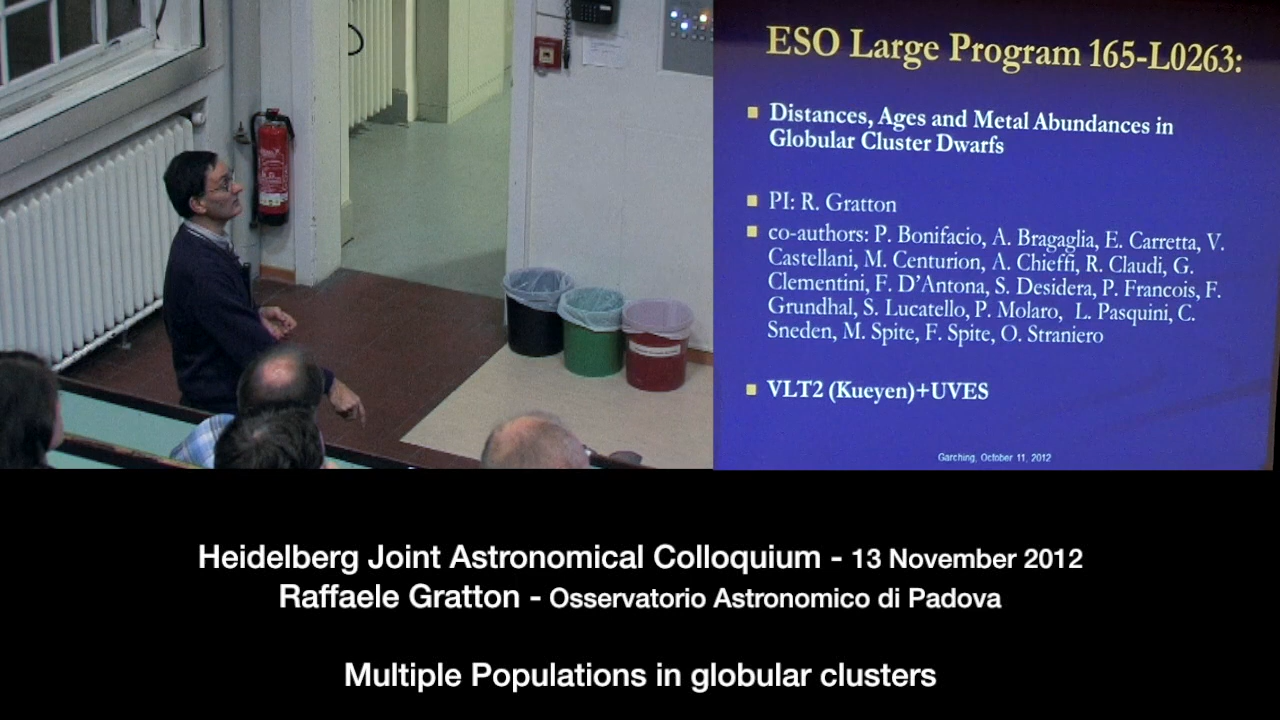 ESO Large Program 165-L0263:
Distances, Ages and Metal Abundances in
Globular Cluster Dwarfs
PI: R. Gratton
co-authors: P. Bonifacio, A. Bragaglia, E. Carretta, V.
Castellani, M. Centurion, A. Chieffi, R. Claudi, G.
Clementini, F. D'Antona, S. Desidera, P. Francois, F.
Grundhal, S. Lucatello, P. Molaro, L. Pasquini, C.
Sneden, M. Spite, F. Spite, O. Straniero
VLT2 (Kueyen)+UVES
Garching, October 11, 2012
Heidelberg Joint Astronomical Colloquium - 13 November 2012
Raffaele Gratton - Osservatorio Astronomico di Padova
Multiple Populations in globular clusters